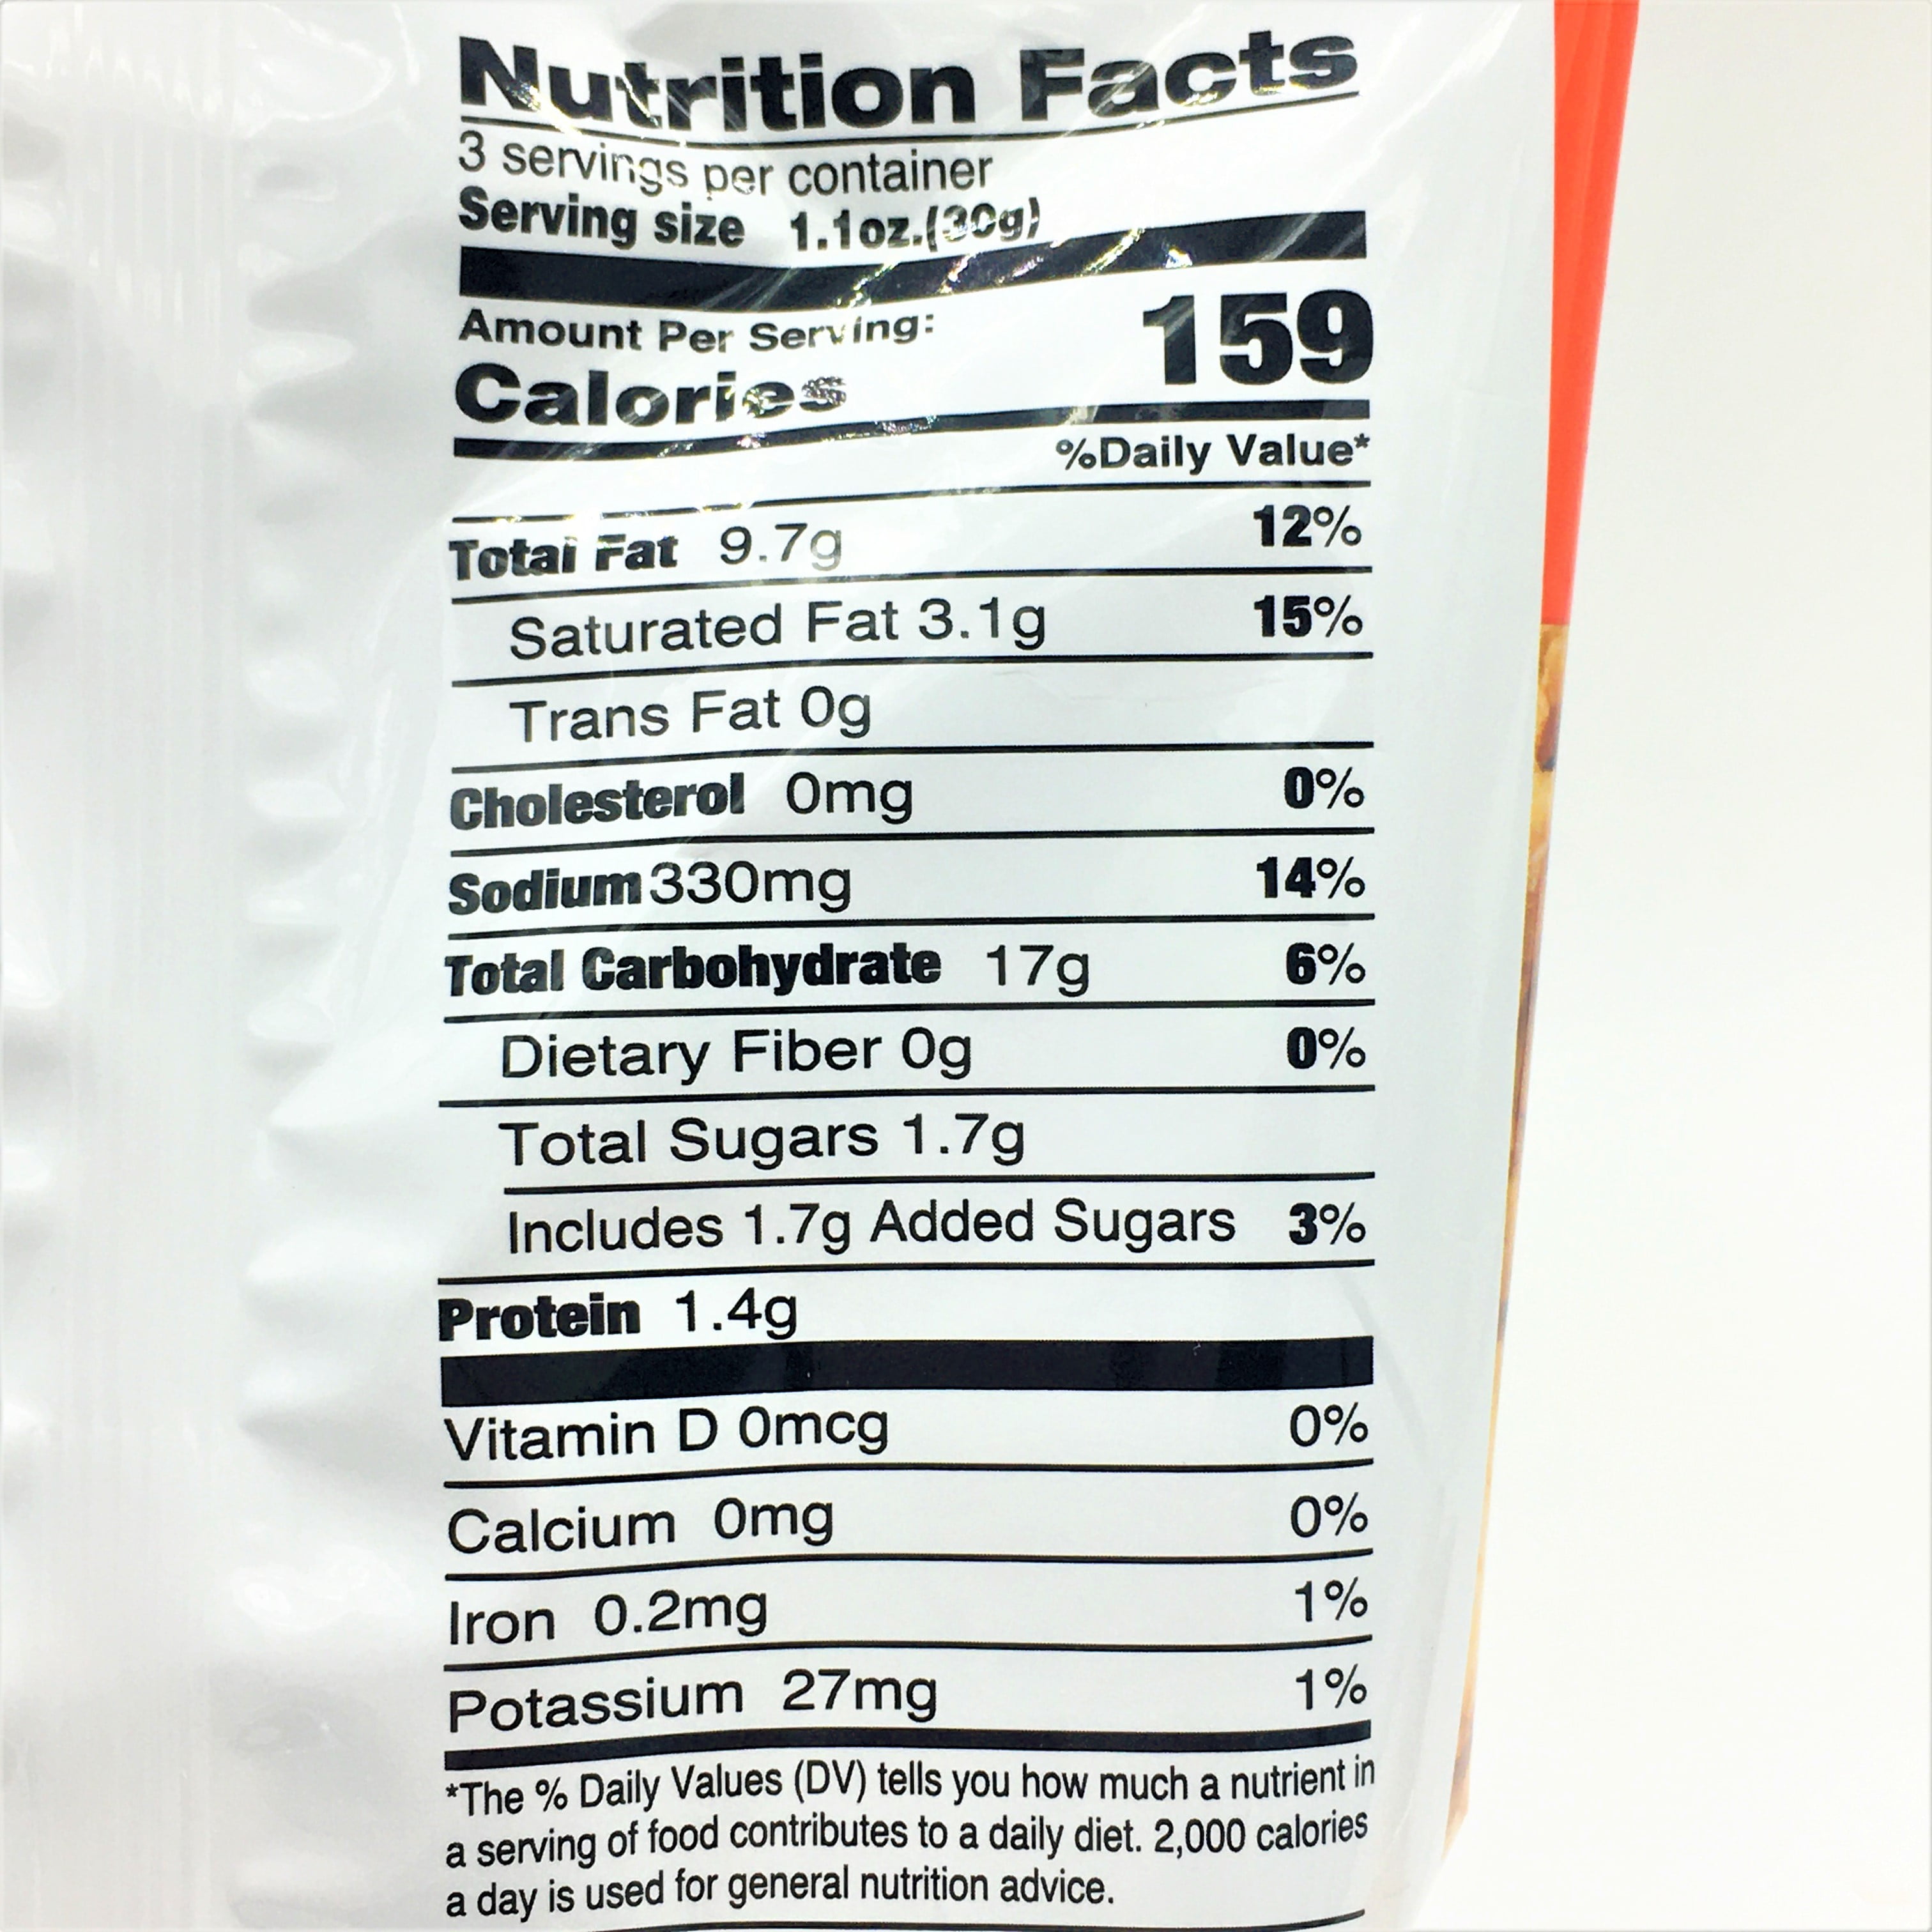 Nutrition Facts
3 servings per container
Serving size 1.1oz.(30g)
Amount Per Serving:
Calories 159
%Daily Value*
Total Fat 9.7g 12%
Saturated Fat 3.1g 15%
Trans Fat 0g
Cholesterol 0mg 0%
Sodium 330mg 14%
Total Carbohydrate 17g 6%
Dietary Fiber 0g 0%
Total Sugars 1.7g
Includes 1.7g Added Sugars 3%
Protein 1.4g
Vitamin D 0mcg 0%
Calcium 0mg 0%
Iron 0.2mg 1%
Potassium 27mg 1%
*The % Daily Values (DV) tells you how much a nutrient in
a serving of food contributes to a daily diet. 2,000 calories
a day is used for general nutrition advice.